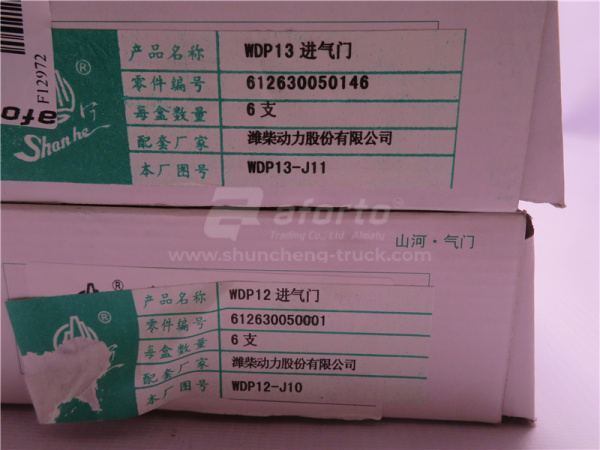 产品名称 WDP13 进气门
零件编号 612630050146
每盒数量 6 支
配套厂家 潍柴动力股份有限公司
本厂图号 WDP13-J11
F12972
afo
®
Shanhe
aforto™
Trading Co., Ltd. Almaty
www.shuncheng-truck.com
山河·气门
产品名称 WDP12 进气门
零件编号 612630050001
每盒数量 6 支
配套厂家 潍柴动力股份有限公司
本厂图号 WDP12-J10
®